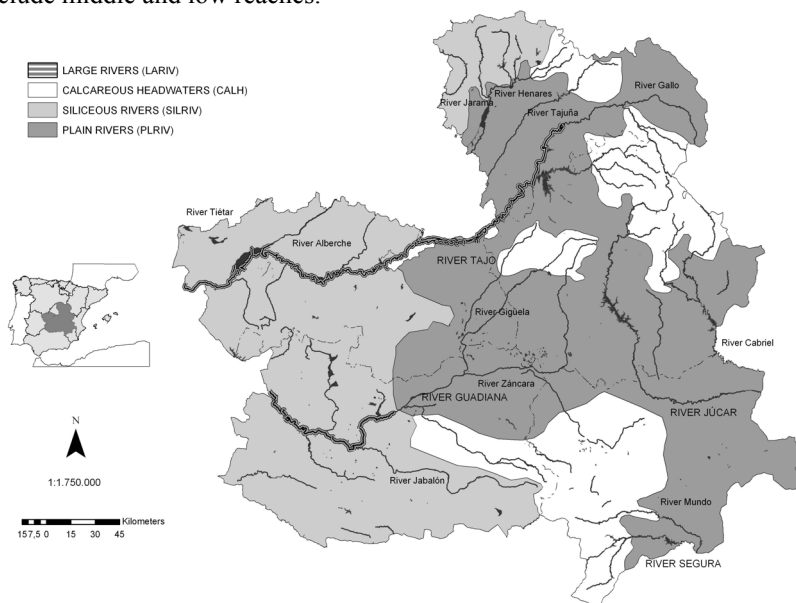 clude middle and low reaches.
LARGE RIVERS (LARIV)
CALCAREOUS HEADWATERS (CALH)
SILICEOUS RIVERS (SILRIV)
PLAIN RIVERS (PLRIV)
River Gallo
River Henares
River Jarama
River Tajuña
River Tiétar
River Alberche
RIVER TAJO
River Gigüela
River Cabriel
River Záncara
RIVER GUADIANA
RIVER JÚCAR
N
1:1.750.000
River Jabalón
River Mundo
Kilometers
157,5 0 15 30 45
RIVER SEGURA